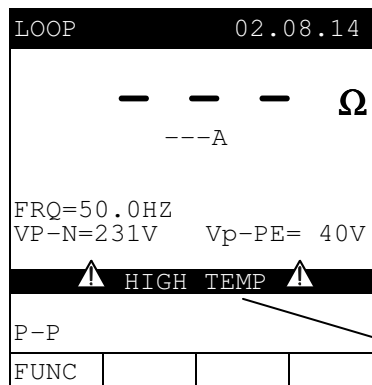 LOOP 02.08.14
– – – Ω
---A
FRQ=50.0HZ
VP-N=231V Vp-PE= 40V
HIGH TEMP
P-P
FUNC